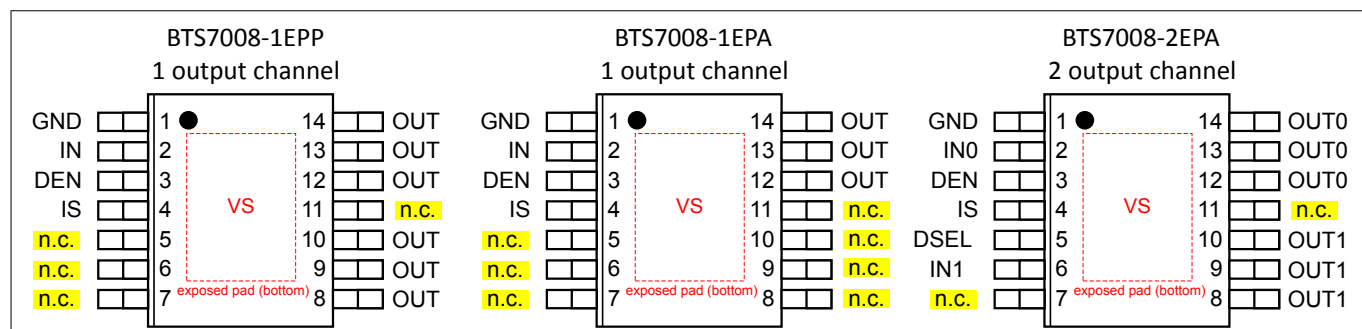 BTS7008-1EPP BTS7008-1EPA BTS7008-2EPA
1 output channel 1 output channel 2 output channel
GND 1 14 OUT GND 1 14 OUT GND 1 14 OUT0
IN 2 13 OUT IN 2 13 OUT IN0 2 13 OUT0
DEN 3 12 OUT DEN 3 12 OUT DEN 3 12 OUT0
IS 4 VS 11 n.c. IS 4 VS 11 n.c. IS 4 VS 11 n.c.
n.c. 5 10 OUT n.c. 5 10 n.c. DSEL 5 10 OUT1
n.c. 6 9 OUT n.c. 6 9 n.c. IN1 6 9 OUT1
n.c. 7 exposed pad (bottom) 8 OUT n.c. 7 exposed pad (bottom) 8 n.c. n.c. 7 exposed pad (bottom) 8 OUT1